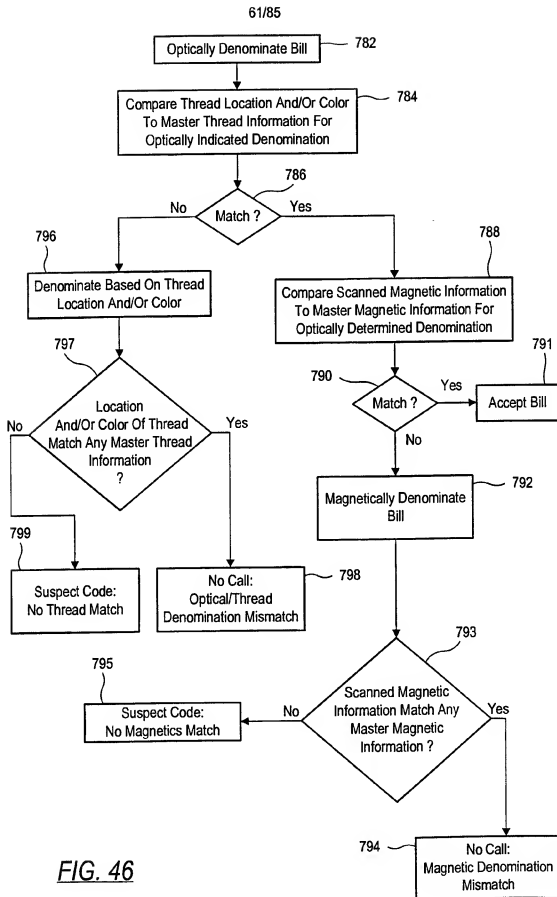 61/85
Optically Denominate Bill
782
Compare Thread Location And/Or Color
To Master Thread Information For
Optically Indicated Denomination
784
786
Match ?
No
Yes
796
Denominate Based On Thread
Location And/Or Color
788
Compare Scanned Magnetic Information
To Master Magnetic Information For
Optically Determined Denomination
797
Location
And/Or Color Of Thread
Match Any Master Thread
Information
?
No
Yes
790
Match ?
Yes
No
791
Accept Bill
Magnetically Denominate
Bill
792
799
Suspect Code:
No Thread Match
No Call:
Optical/Thread
Denomination Mismatch
798
793
Scanned Magnetic
Information Match Any
Master Magnetic
Information ?
No
Yes
795
Suspect Code:
No Magnetics Match
794
No Call:
Magnetic Denomination
Mismatch
FIG. 46